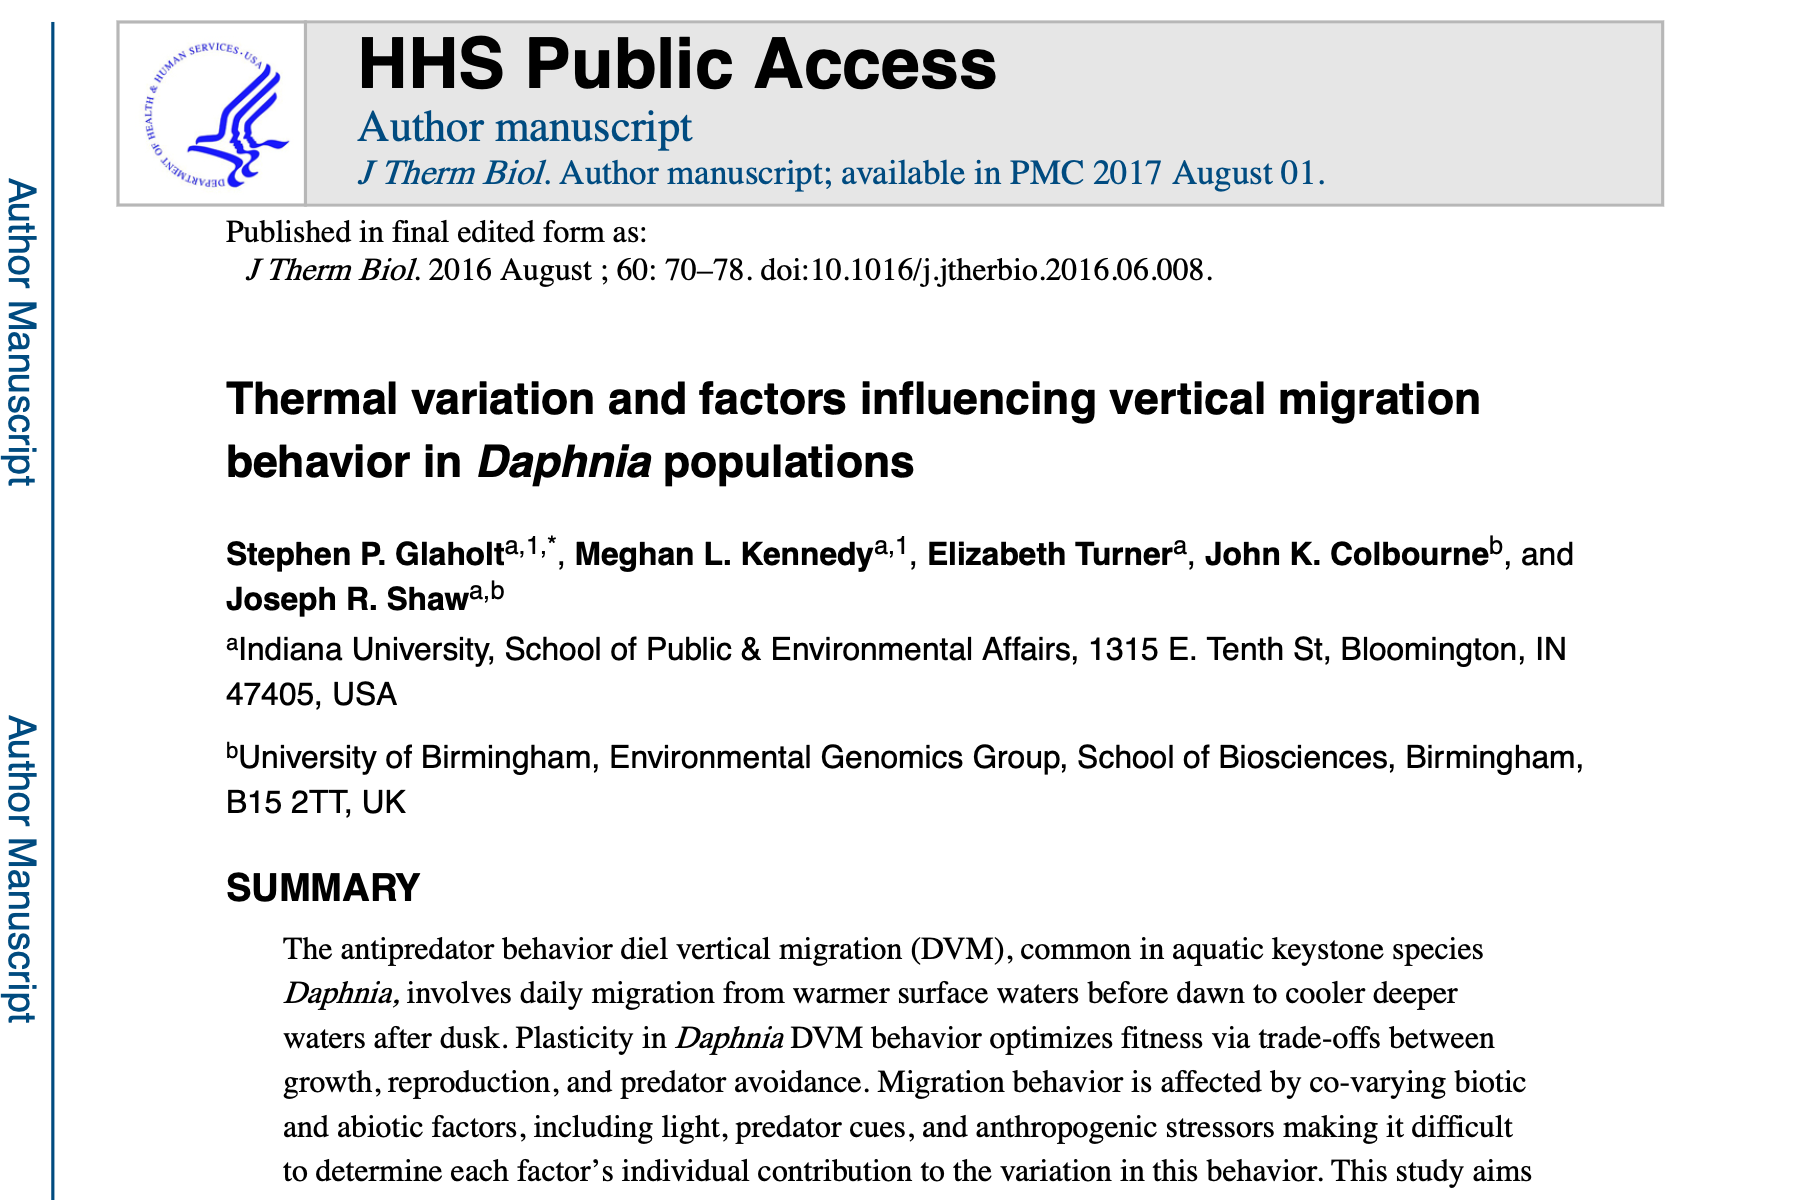 DEPARTMENT OF HEALTH & HUMAN SERVICES · USA
HHS Public Access
Author manuscript
J Therm Biol. Author manuscript; available in PMC 2017 August 01.
Published in final edited form as:
J Therm Biol. 2016 August ; 60: 70–78. doi:10.1016/j.jtherbio.2016.06.008.
Thermal variation and factors influencing vertical migration
behavior in Daphnia populations
Stephen P. Glaholta,1,*, Meghan L. Kennedya,1, Elizabeth Turnera, John K. Colbourneb, and
Joseph R. Shawa,b
aIndiana University, School of Public & Environmental Affairs, 1315 E. Tenth St, Bloomington, IN
47405, USA
bUniversity of Birmingham, Environmental Genomics Group, School of Biosciences, Birmingham,
B15 2TT, UK
SUMMARY
The antipredator behavior diel vertical migration (DVM), common in aquatic keystone species
Daphnia, involves daily migration from warmer surface waters before dawn to cooler deeper
waters after dusk. Plasticity in Daphnia DVM behavior optimizes fitness via trade-offs between
growth, reproduction, and predator avoidance. Migration behavior is affected by co-varying biotic
and abiotic factors, including light, predator cues, and anthropogenic stressors making it difficult
to determine each factor's individual contribution to the variation in this behavior. This study aims
Author Manuscript
Author Manuscript